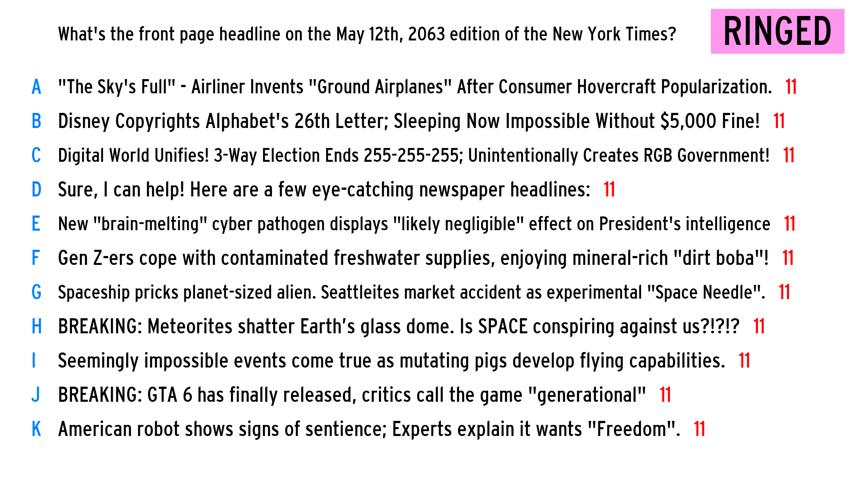 What's the front page headline on the May 12th, 2063 edition of the New York Times?
RINGED
A "The Sky's Full" - Airliner Invents "Ground Airplanes" After Consumer Hovercraft Popularization. 11
B Disney Copyrights Alphabet's 26th Letter; Sleeping Now Impossible Without $5,000 Fine! 11
C Digital World Unifies! 3-Way Election Ends 255-255-255; Unintentionally Creates RGB Government! 11
D Sure, I can help! Here are a few eye-catching newspaper headlines: 11
E New "brain-melting" cyber pathogen displays "likely negligible" effect on President's intelligence 11
F Gen Z-ers cope with contaminated freshwater supplies, enjoying mineral-rich "dirt boba"! 11
G Spaceship pricks planet-sized alien. Seattleites market accident as experimental "Space Needle". 11
H BREAKING: Meteorites shatter Earth’s glass dome. Is SPACE conspiring against us?!?!? 11
I Seemingly impossible events come true as mutating pigs develop flying capabilities. 11
J BREAKING: GTA 6 has finally released, critics call the game "generational" 11
K American robot shows signs of sentience; Experts explain it wants "Freedom". 11